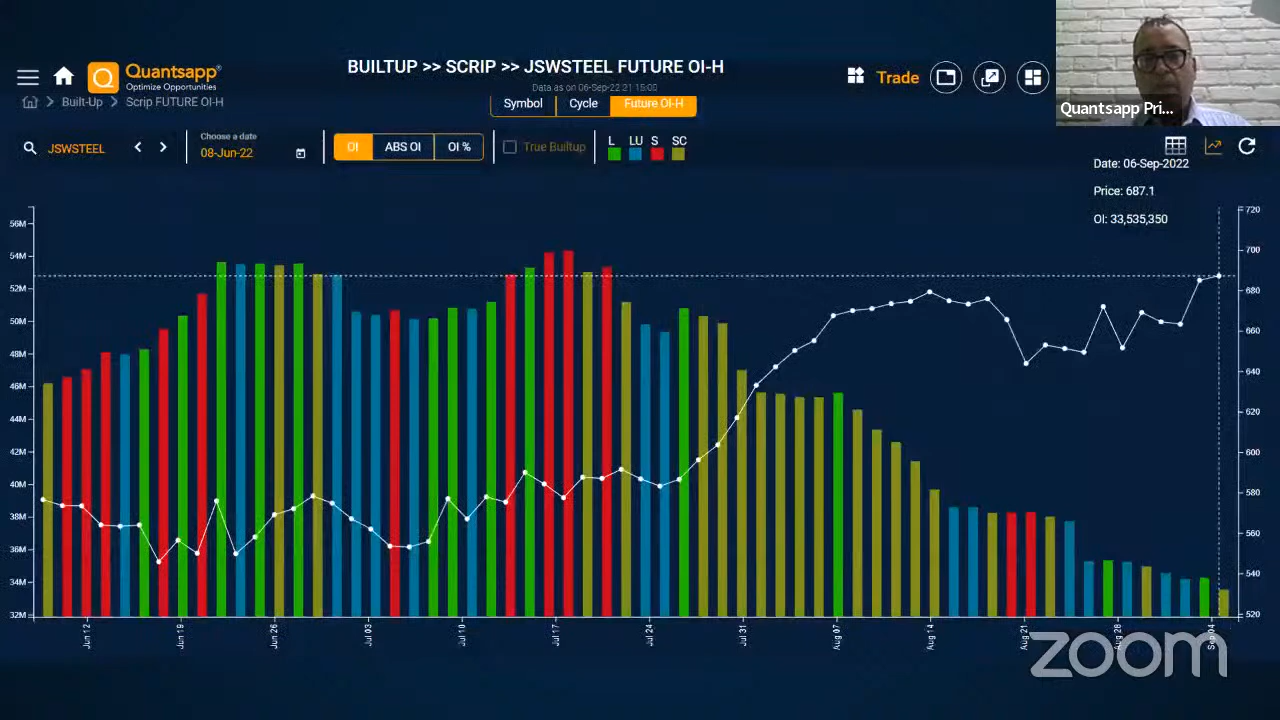 Quantsapp®
Optimize Opportunities
BUILTUP >> SCRIP >> JSWSTEEL FUTURE OI-H
Data as on 06-Sep-22 21 15:00
Trade
Quantsapp Pri...
Built-Up
Scrip FUTURE OI-H
Symbol
Cycle
Future OI-H
JSWSTEEL
Choose a date
08-Jun-22
OI
ABS OI
OI %
True Builtup
L
LU
S
SC
Date: 06-Sep-2022
Price: 687.1
OI: 33,535,350
56M
54M
52M
50M
48M
46M
44M
42M
40M
38M
36M
34M
32M
720
700
680
660
640
620
600
580
560
540
520
Jun 12
Jun 19
Jun 26
Jul 03
Jul 10
Jul 17
Jul 24
Jul 31
Aug 07
Aug 14
Aug 21
Aug 28
Sep 04
zoom